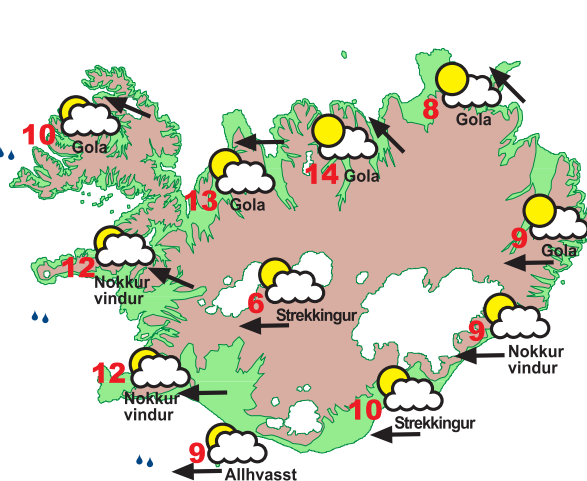 8
Gola
10
Gola
14
Gola
13
Gola
9
Gola
12
Nokkur
vindur
6
Strekkingur
9
Nokkur
vindur
12
Nokkur
vindur
10
Strekkingur
9
Allhvasst